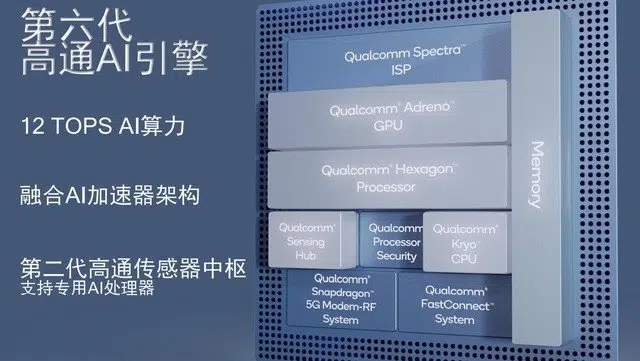 第六代
高通AI引擎
12 TOPS AI算力
融合AI加速器架构
第二代高通传感器中枢
支持专用AI处理器
Qualcomm Spectra™
ISP
Qualcomm® Adreno™
GPU
Qualcomm® Hexagon™
Processor
Qualcomm®
Sensing
Hub
Qualcomm®
Processor
Security
Qualcomm®
Kryo™
CPU
Qualcomm®
Snapdragon™
5G Modem-RF
System
Qualcomm®
FastConnect™
System
Memory